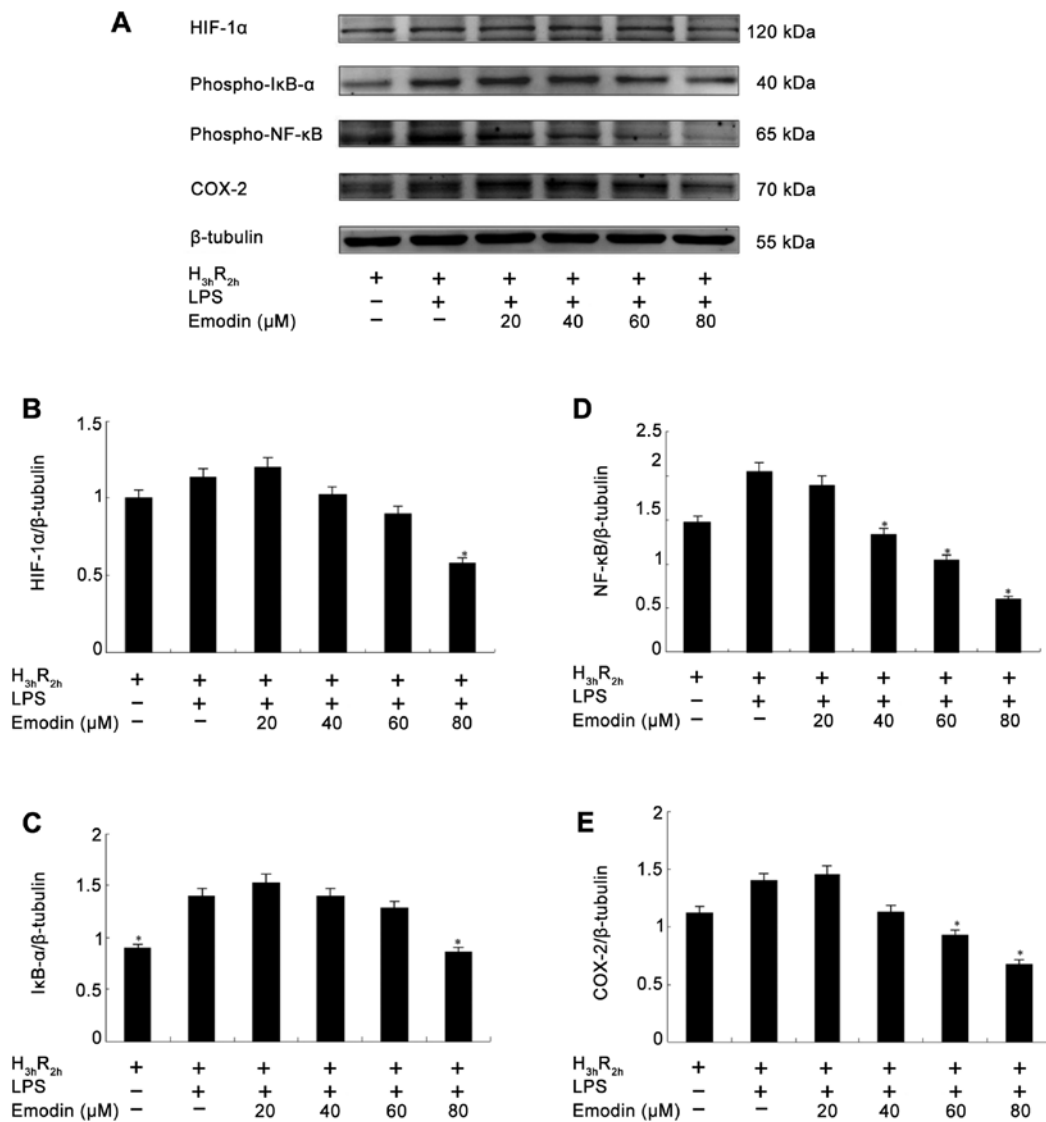 A
HIF-1α 120 kDa
Phospho-IκB-α 40 kDa
Phospho-NF-κB 65 kDa
COX-2 70 kDa
β-tubulin 55 kDa
H3hR2h + + + + + +
LPS – + + + + +
Emodin (μM) – – 20 40 60 80
B
HIF-1α/β-tubulin
1.5
1
0.5
0
*
H3hR2h + + + + + +
LPS – + + + + +
Emodin (μM) – – 20 40 60 80
D
NF-κB/β-tubulin
2.5
2
1.5
1
0.5
0
* * *
H3hR2h + + + + + +
LPS – + + + + +
Emodin (μM) – – 20 40 60 80
C
IκB-α/β-tubulin
2
1.5
1
0.5
0
* *
H3hR2h + + + + + +
LPS – + + + + +
Emodin (μM) – – 20 40 60 80
E
COX-2/β-tubulin
2
1.5
1
0.5
0
* *
H3hR2h + + + + + +
LPS – + + + + +
Emodin (μM) – – 20 40 60 80